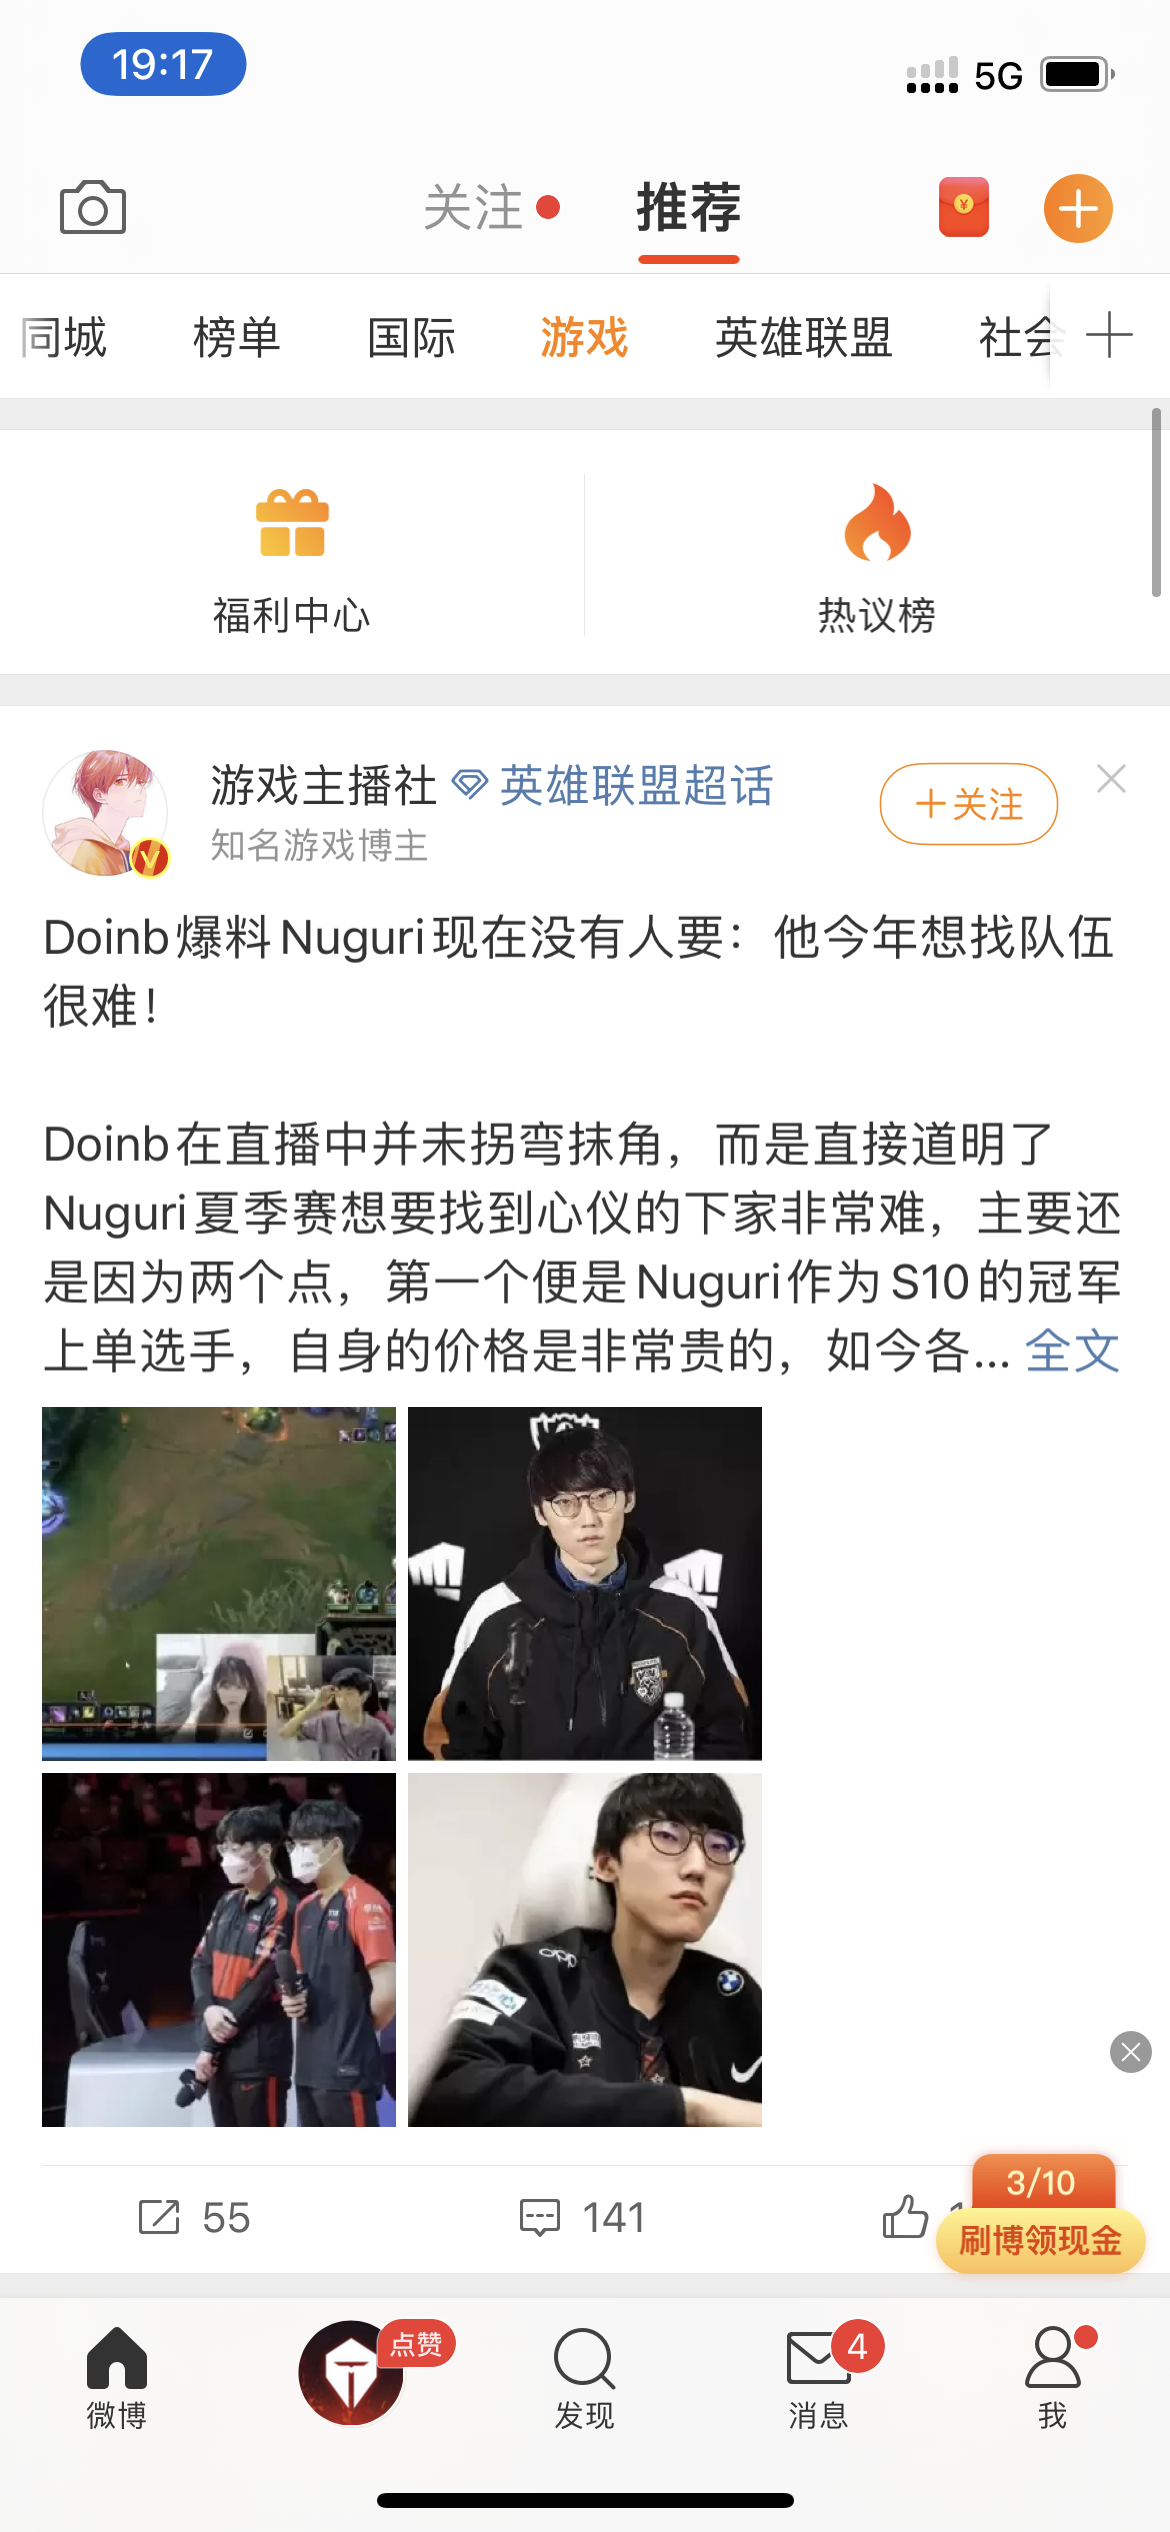 19:17
5G
关注
推荐
同城 榜单 国际 游戏 英雄联盟 社会
福利中心
热议榜
游戏主播社 英雄联盟超话
知名游戏博主
+关注
Doinb爆料Nuguri现在没有人要：他今年想找队伍
很难！
Doinb在直播中并未拐弯抹角，而是直接道明了
Nuguri夏季赛想要找到心仪的下家非常难，主要还
是因为两个点，第一个便是Nuguri作为S10的冠军
上单选手，自身的价格是非常贵的，如今各... 全文
oppo
55
141
3/10
刷博领现金
点赞
4
微博
发现
消息
我